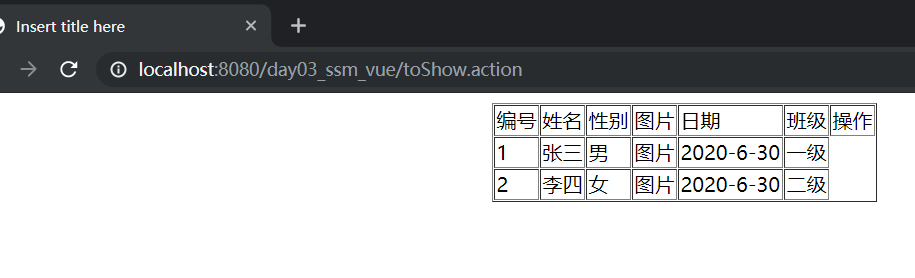 Insert title here
localhost:8080/day03_ssm_vue/toShow.action
编号 姓名 性别 图片 日期 班级 操作
1 张三 男 图片 2020-6-30 一级
2 李四 女 图片 2020-6-30 二级